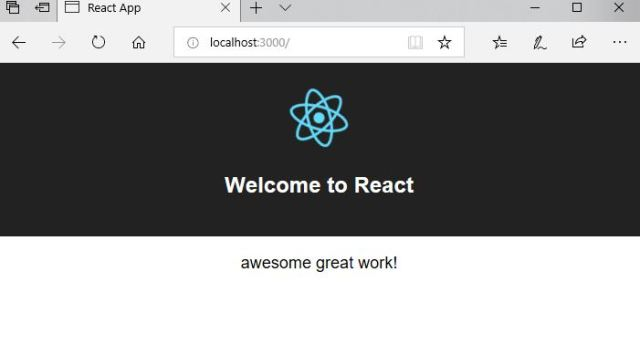 React App
localhost:3000/
Welcome to React
awesome great work!